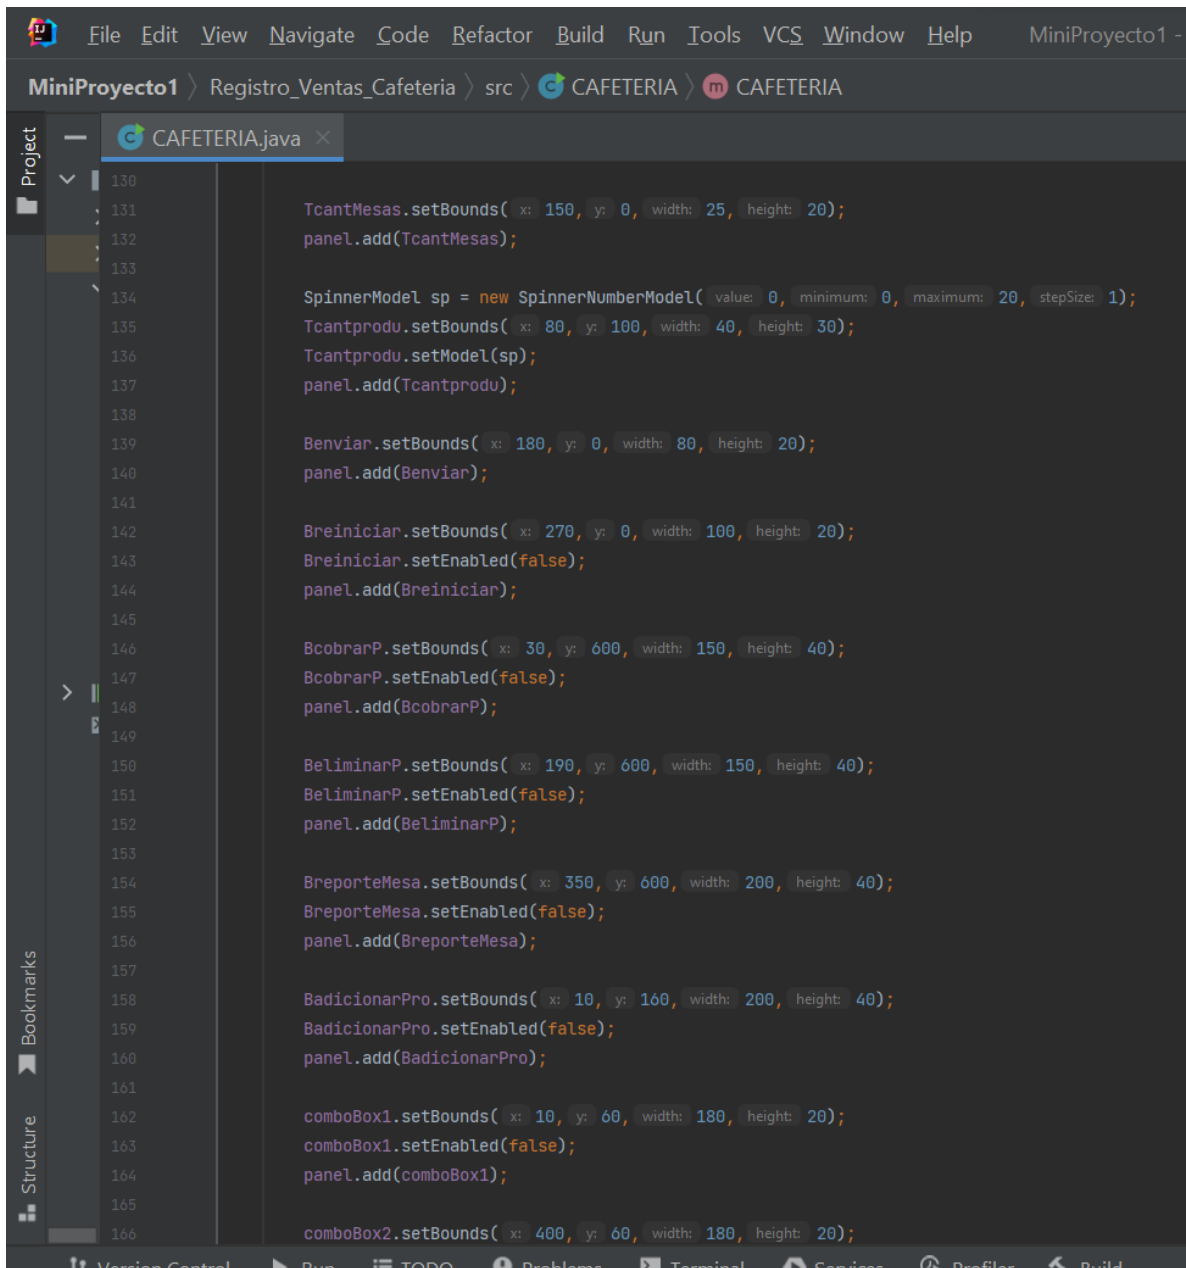 File Edit View Navigate Code Refactor Build Run Tools VCS Window Help MiniProyecto1 -
MiniProyecto1 Registro_Ventas_Cafeteria src CAFETERIA CAFETERIA
Project
CAFETERIA.java
130
131 TcantMesas.setBounds( x: 150, y: 0, width: 25, height: 20);
132 panel.add(TcantMesas);
133
134 SpinnerModel sp = new SpinnerNumberModel( value: 0, minimum: 0, maximum: 20, stepSize: 1);
135 Tcantprodu.setBounds( x: 80, y: 100, width: 40, height: 30);
136 Tcantprodu.setModel(sp);
137 panel.add(Tcantprodu);
138
139 Benviar.setBounds( x: 180, y: 0, width: 80, height: 20);
140 panel.add(Benviar);
141
142 Breiniciar.setBounds( x: 270, y: 0, width: 100, height: 20);
143 Breiniciar.setEnabled(false);
144 panel.add(Breiniciar);
145
146 BcobrarP.setBounds( x: 30, y: 600, width: 150, height: 40);
147 BcobrarP.setEnabled(false);
148 panel.add(BcobrarP);
149
150 BeliminarP.setBounds( x: 190, y: 600, width: 150, height: 40);
151 BeliminarP.setEnabled(false);
152 panel.add(BeliminarP);
153
154 BreporteMesa.setBounds( x: 350, y: 600, width: 200, height: 40);
155 BreporteMesa.setEnabled(false);
156 panel.add(BreporteMesa);
157
158 BadicionarPro.setBounds( x: 10, y: 160, width: 200, height: 40);
159 BadicionarPro.setEnabled(false);
160 panel.add(BadicionarPro);
161
162 comboBox1.setBounds( x: 10, y: 60, width: 180, height: 20);
163 comboBox1.setEnabled(false);
164 panel.add(comboBox1);
165
166 comboBox2.setBounds( x: 400, y: 60, width: 180, height: 20);
Bookmarks
Structure
Version Control Run TODO Problems Terminal Services Profiler Build